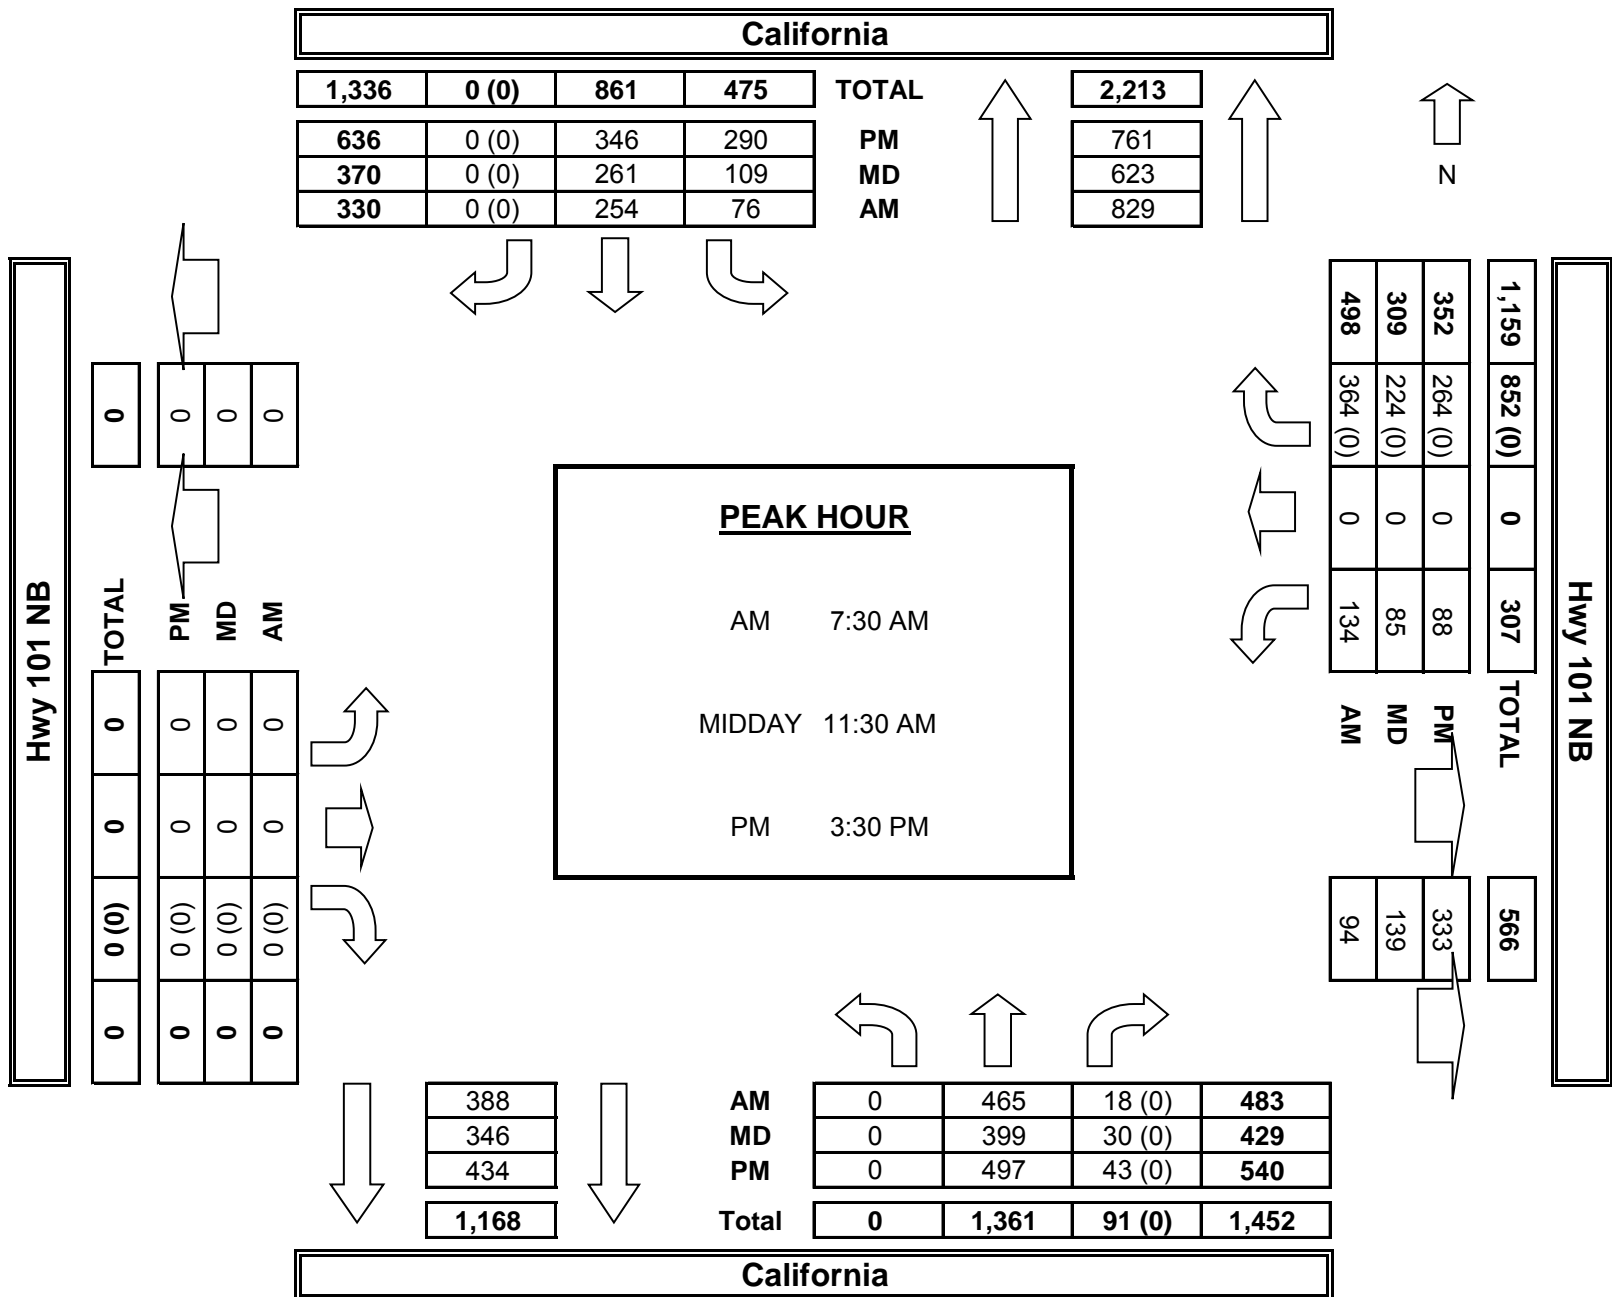 California
1,336 0 (0) 861 475 TOTAL 2,213
636 0 (0) 346 290 PM 761
370 0 (0) 261 109 MD 623
330 0 (0) 254 76 AM 829
N
Hwy 101 NB
TOTAL 0
PM 0
MD 0
AM 0
0 0 0 (0) 0
0 0 0 (0) 0
0 0 0 (0) 0
0 0 0 (0) 0
PEAK HOUR
AM 7:30 AM
MIDDAY 11:30 AM
PM 3:30 PM
1,159 852 (0) 0 307 TOTAL 566
352 264 (0) 0 88 PM 333
309 224 (0) 0 85 MD 139
498 364 (0) 0 134 AM 94
Hwy 101 NB
388 AM 0 465 18 (0) 483
346 MD 0 399 30 (0) 429
434 PM 0 497 43 (0) 540
1,168 Total 0 1,361 91 (0) 1,452
California